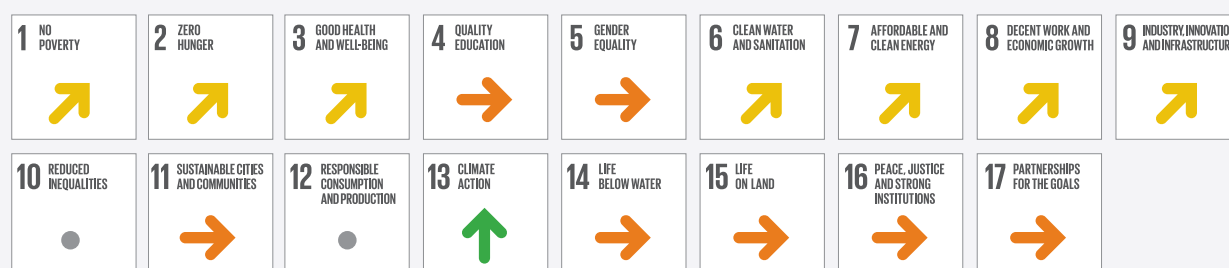 1 NO
POVERTY
2 ZERO
HUNGER
3 GOOD HEALTH
AND WELL-BEING
4 QUALITY
EDUCATION
5 GENDER
EQUALITY
6 CLEAN WATER
AND SANITATION
7 AFFORDABLE AND
CLEAN ENERGY
8 DECENT WORK AND
ECONOMIC GROWTH
9 INDUSTRY, INNOVATIO
AND INFRASTRUCTUR
10 REDUCED
INEQUALITIES
11 SUSTAINABLE CITIES
AND COMMUNITIES
12 RESPONSIBLE
CONSUMPTION
AND PRODUCTION
13 CLIMATE
ACTION
14 LIFE
BELOW WATER
15 LIFE
ON LAND
16 PEACE, JUSTICE
AND STRONG
INSTITUTIONS
17 PARTNERSHIPS
FOR THE GOALS